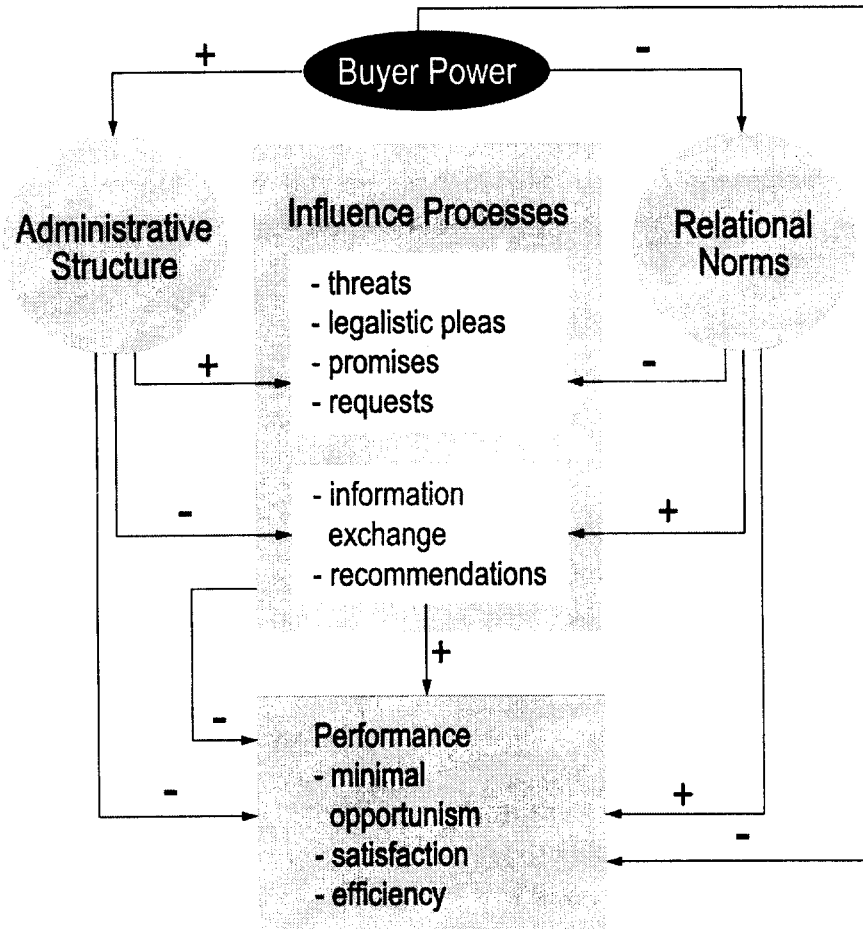 Buyer Power
+
-
Administrative
Structure
Influence Processes
Relational
Norms
- threats
- legalistic pleas
- promises
- requests
+
-
- information
exchange
- recommendations
-
+
+
-
Performance
- minimal
opportunism
- satisfaction
- efficiency
-
+
-